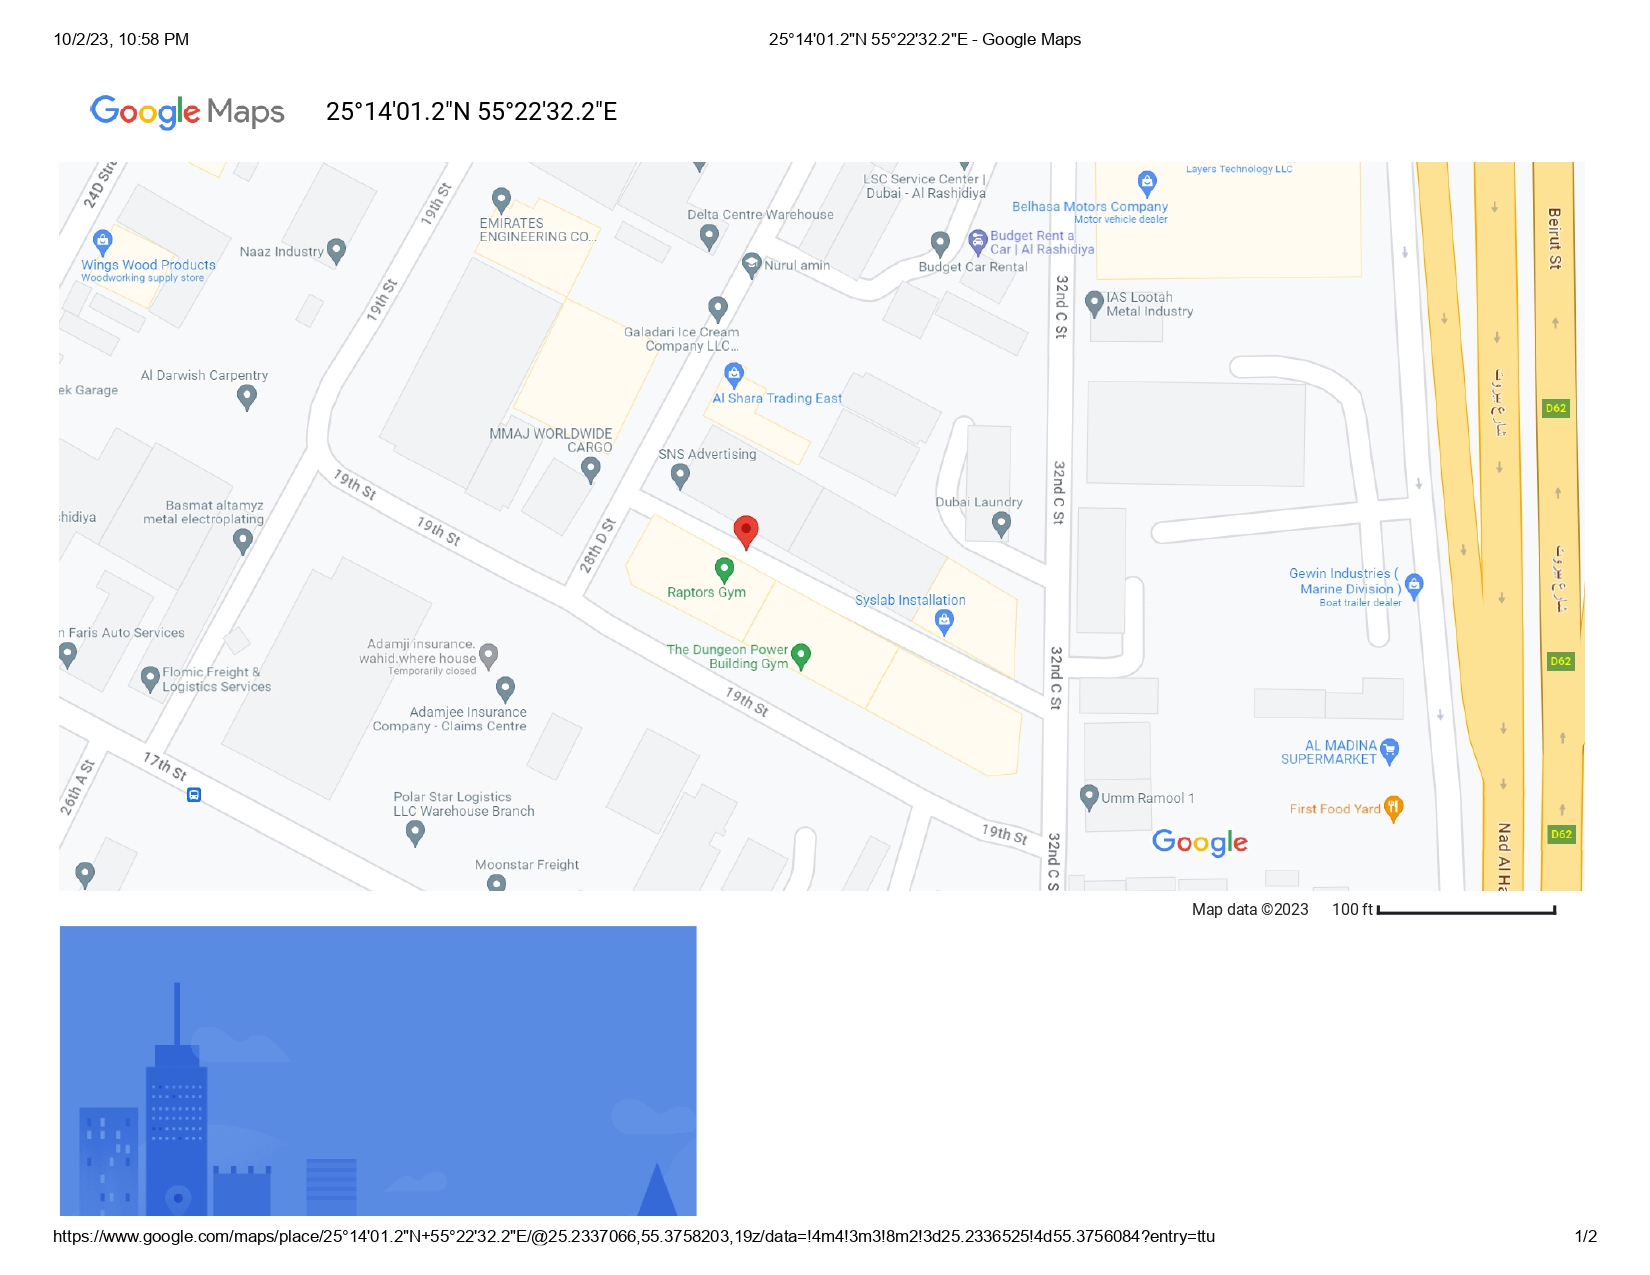 10/2/23, 10:58 PM
25°14'01.2"N 55°22'32.2"E - Google Maps
Google Maps
25°14'01.2"N 55°22'32.2"E
19th St
EMIRATES
ENGINEERING CO...
LSC Service Center |
Dubai - Al Rashidiya
Layers Technology LLC
Belhasa Motors Company
Motor vehicle dealer
Delta Centre Warehouse
Budget Rent a
Car | Al Rashidiya
Budget Car Rental
Beirut St
Wings Wood Products
Woodworking supply store
Naaz Industry
Nurul amin
19th St
32nd C St
IAS Lootah
Metal Industry
Galadari Ice Cream
Company LLC...
ek Garage
Al Darwish Carpentry
Al Shara Trading East
شارع بيروت
D62
MMAJ WORLDWIDE
CARGO
SNS Advertising
19th St
Basmat altamyz
metal electroplating
hidiya
19th St
28th D St
Dubai Laundry
32nd C St
شارع بيروت
Raptors Gym
Syslab Installation
Gewin Industries (
Marine Division )
Boat trailer dealer
n Faris Auto Services
Adamji insurance.
wahid.where house
Temporarily closed
The Dungeon Power
Building Gym
D62
Flomic Freight &
Logistics Services
19th St
32nd C St
Adamjee Insurance
Company - Claims Centre
17th St
26th A St
AL MADINA
SUPERMARKET
Polar Star Logistics
LLC Warehouse Branch
Umm Ramool 1
First Food Yard
19th St
D62
Google
Moonstar Freight
32nd C S
Nad Al Ha
Map data ©2023
100 ft
https://www.google.com/maps/place/25°14'01.2"N+55°22'32.2"E/@25.2337066,55.3758203,19z/data=!4m4!3m3!8m2!3d25.2336525!4d55.3756084?entry=ttu
1/2